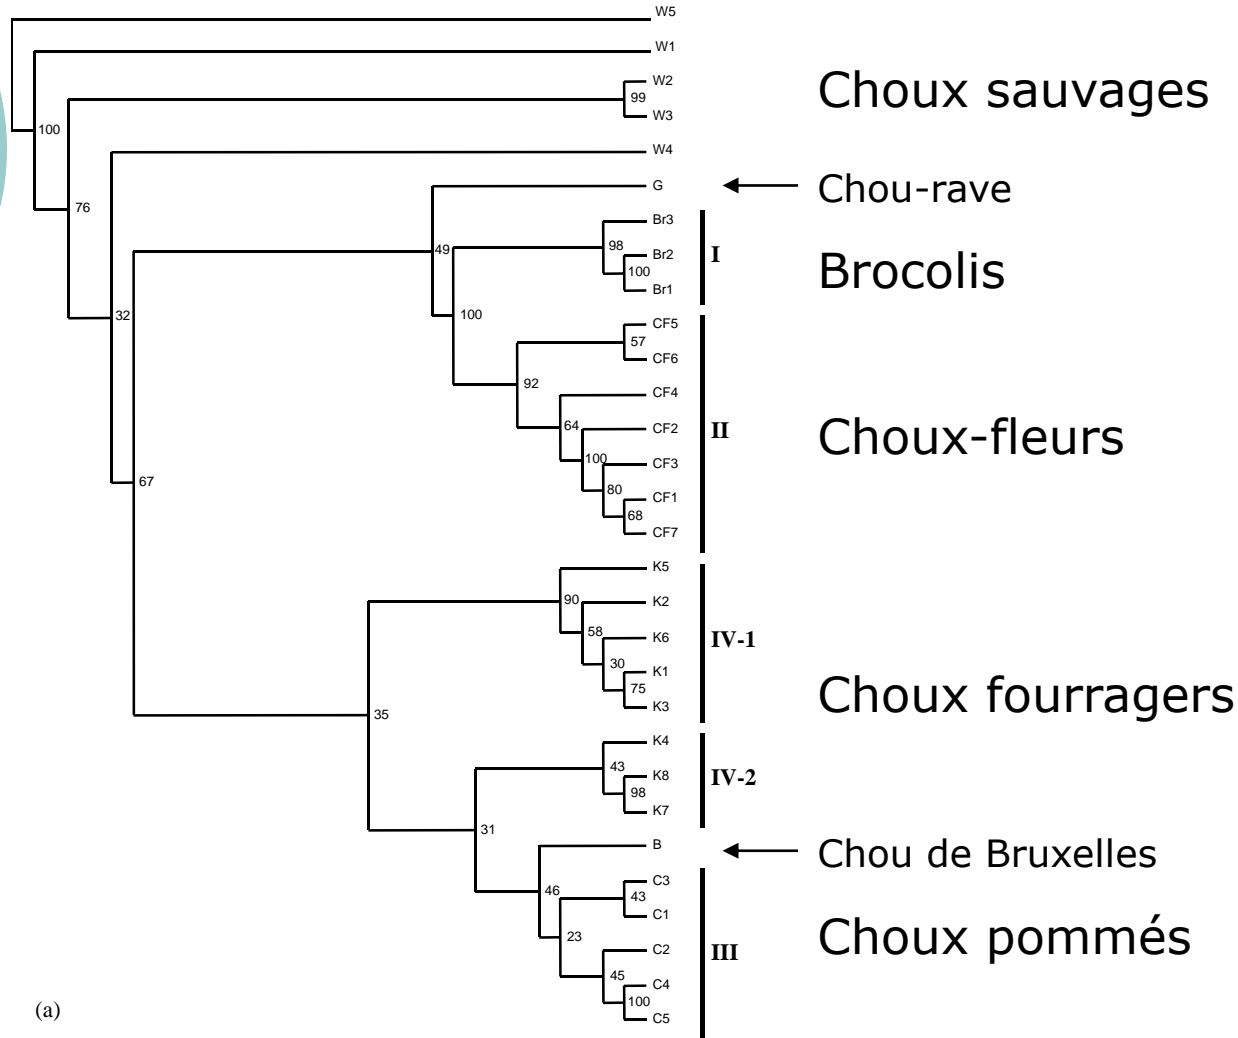 W5
W1
W2
99
W3
Choux sauvages
100
W4
G
Chou-rave
76
Br3
98
Br2
100
Br1
I
Brocolis
49
100
32
CF5
57
CF6
92
CF4
64
CF2
100
CF3
80
CF1
68
CF7
II
Choux-fleurs
67
K5
90
K2
58
K6
30
K1
75
K3
IV-1
Choux fourragers
35
K4
43
K8
98
K7
IV-2
31
B
Chou de Bruxelles
46
C3
43
C1
23
C2
45
C4
100
C5
III
Choux pommés
(a)